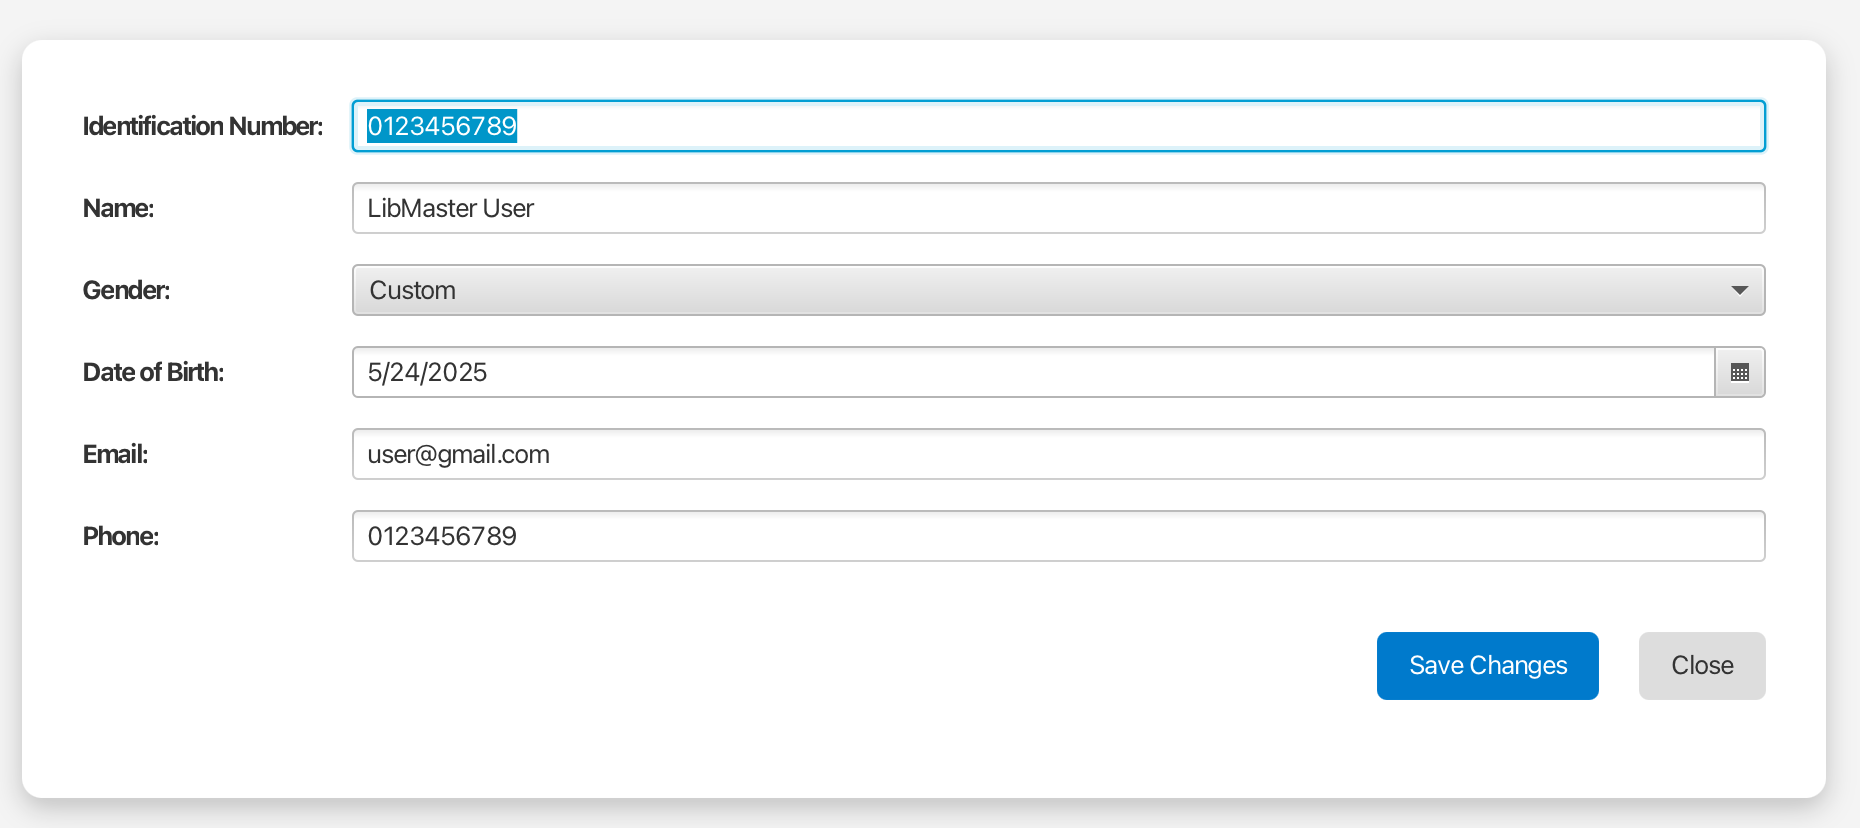 Identification Number: 0123456789
Name: LibMaster User
Gender: Custom
Date of Birth: 5/24/2025
Email: user@gmail.com
Phone: 0123456789
Save Changes Close